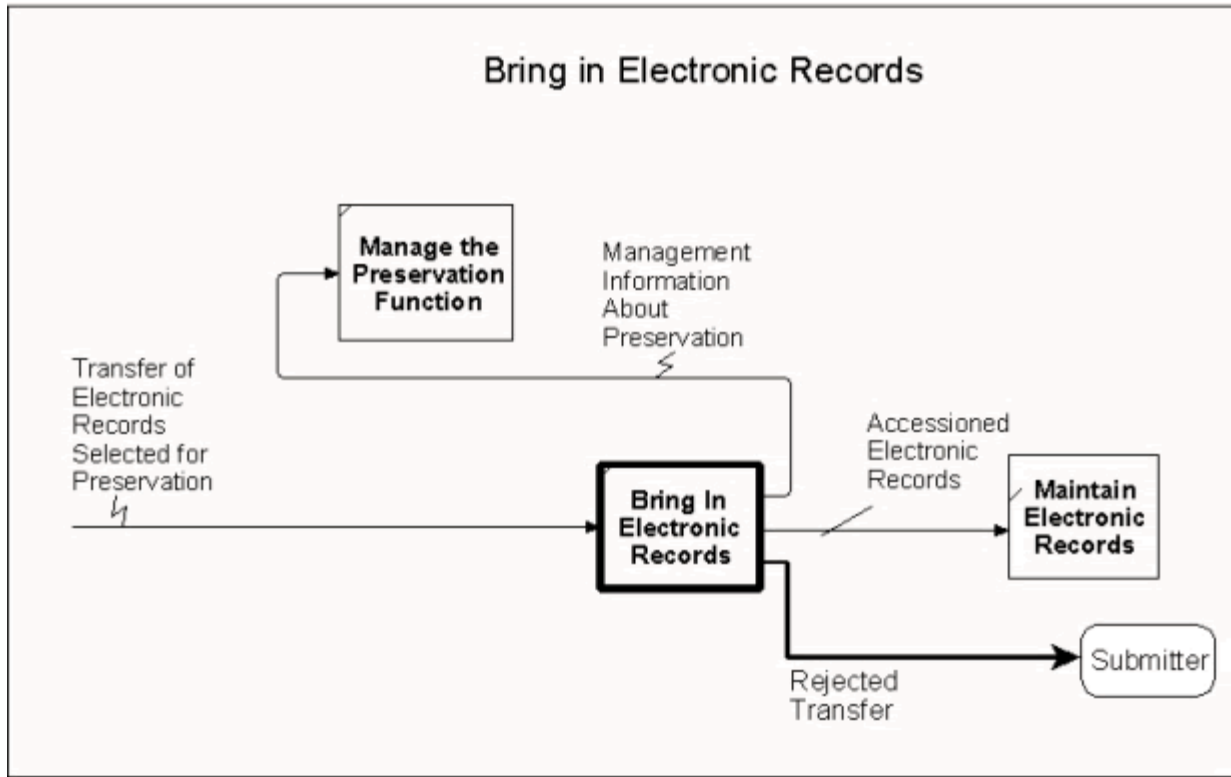 Bring in Electronic Records
Manage the
Preservation
Function
Management
Information
About
Preservation
Transfer of
Electronic
Records
Selected for
Preservation
Accessioned
Electronic
Records
Bring In
Electronic
Records
Maintain
Electronic
Records
Submitter
Rejected
Transfer